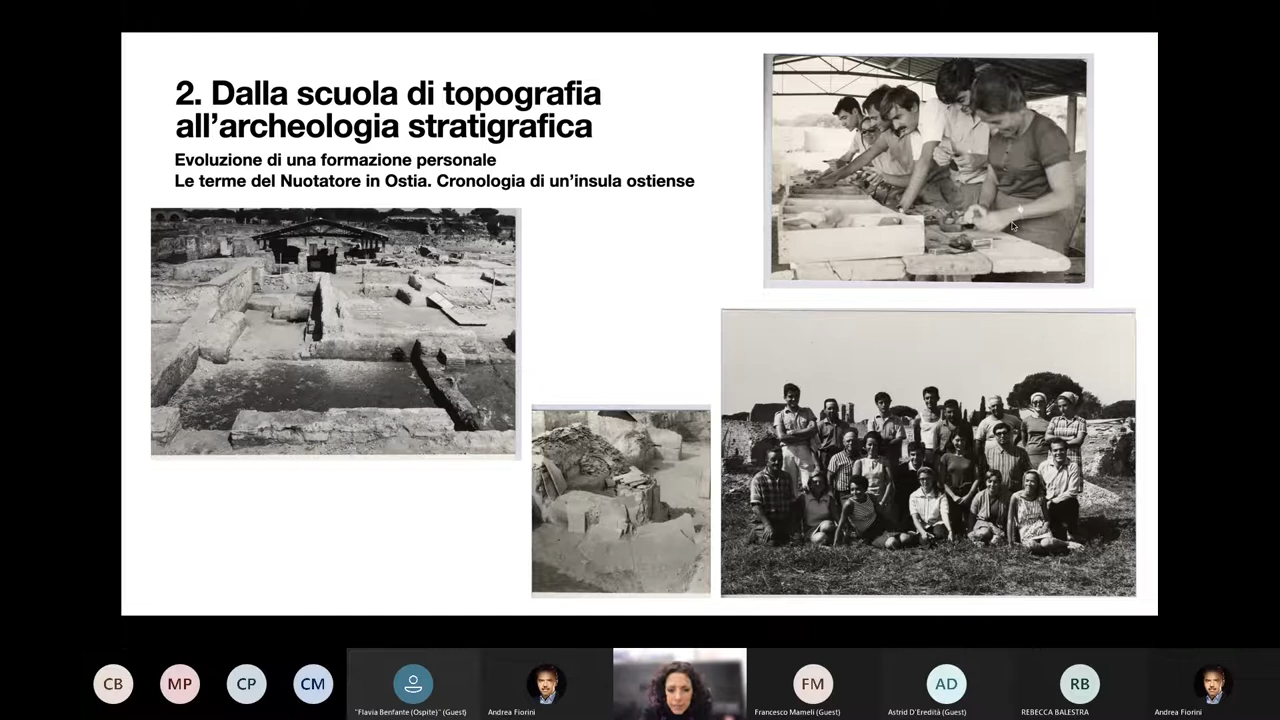 2. Dalla scuola di topografia
all'archeologia stratigrafica
Evoluzione di una formazione personale
Le terme del Nuotatore in Ostia. Cronologia di un'insula ostiense
CB
MP
CP
CM
"Flavia Benfante (Ospite)" (Guest)
Andrea Fiorini
FM
Francesco Mameli (Guest)
AD
Astrid D'Eredità (Guest)
RB
REBECCA BALESTRA
Andrea Fiorini